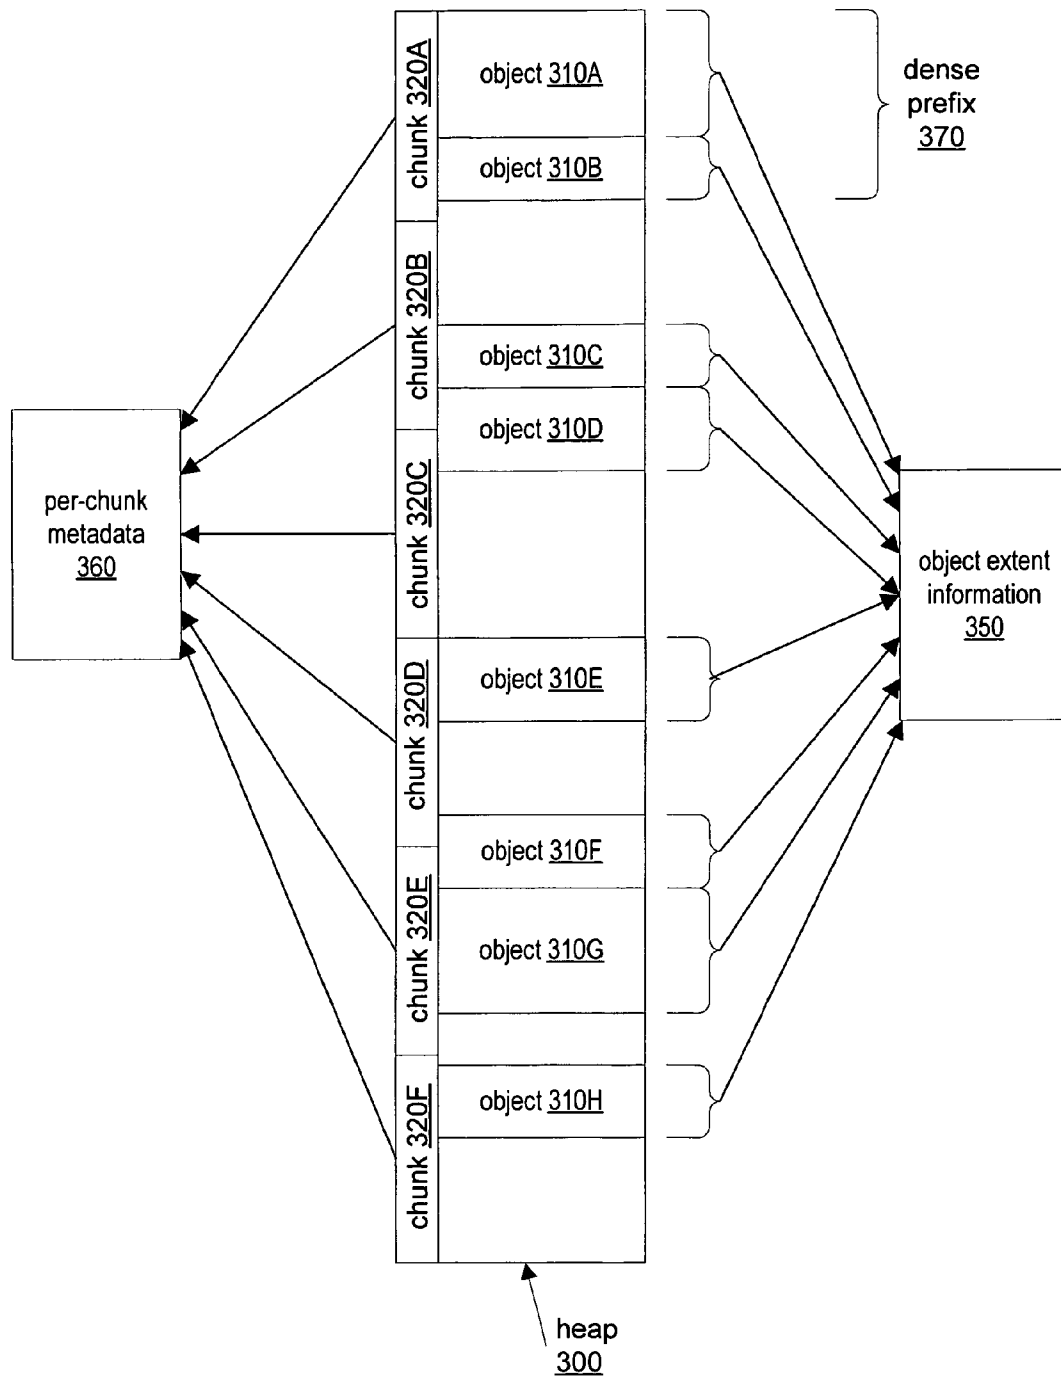 chunk 320A
object 310A
object 310B
dense
prefix
370
chunk 320B
object 310C
object 310D
chunk 320C
per-chunk
metadata
360
object extent
information
350
chunk 320D
object 310E
object 310F
chunk 320E
object 310G
chunk 320F
object 310H
heap
300